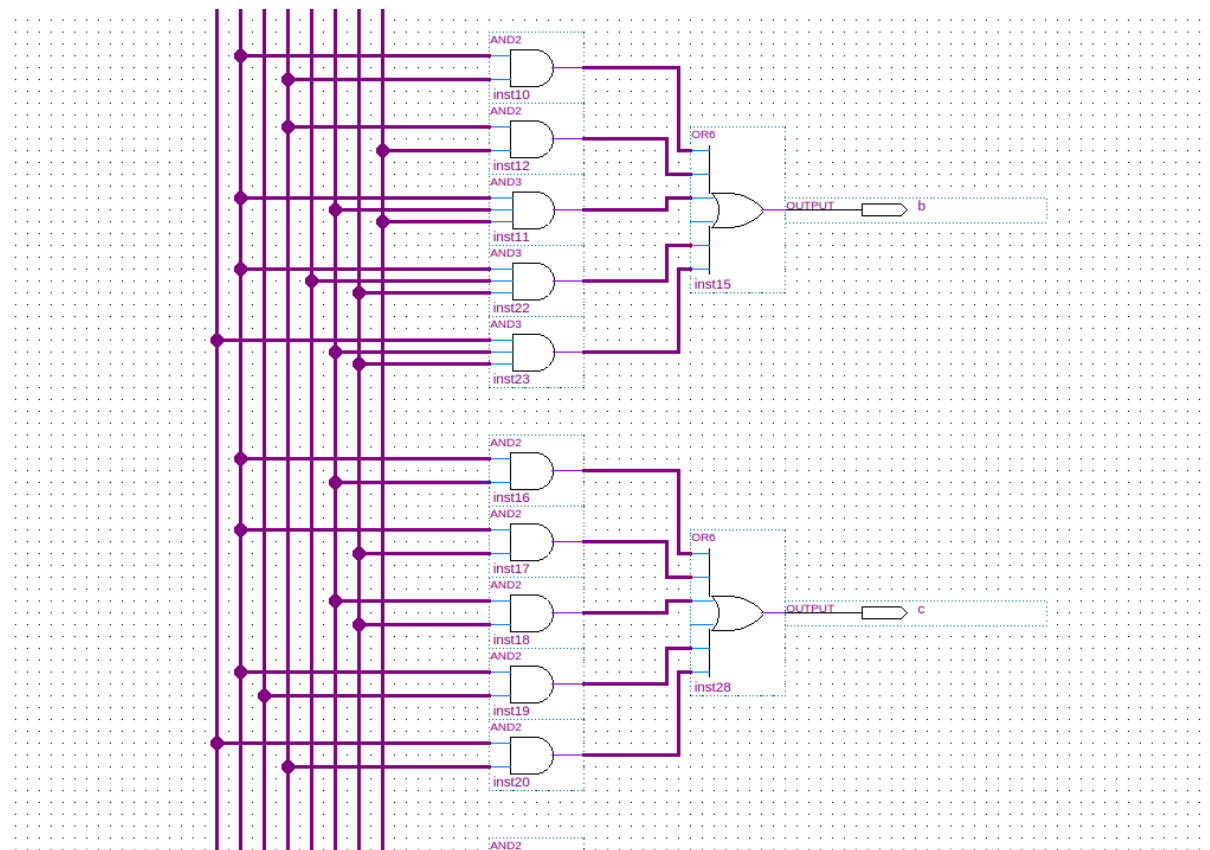 AND2
inst10
AND2
inst12
AND3
inst11
AND3
inst22
AND3
inst23
OR6
inst15
OUTPUT
b
AND2
inst16
AND2
inst17
AND2
inst18
AND2
inst19
AND2
inst20
OR6
inst28
OUTPUT
c
AND2